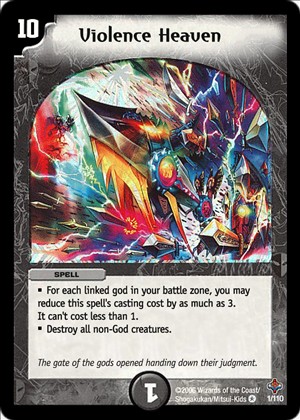 10
Violence Heaven
SPELL
▪ For each linked god in your battle zone, you may
reduce this spell's casting cost by as much as 3.
It can't cost less than 1.
▪ Destroy all non-God creatures.
The gate of the gods opened handing down their judgment.
1
©2006 Wizards of the Coast/
Shogakukan/Mitsui-Kids
1/110